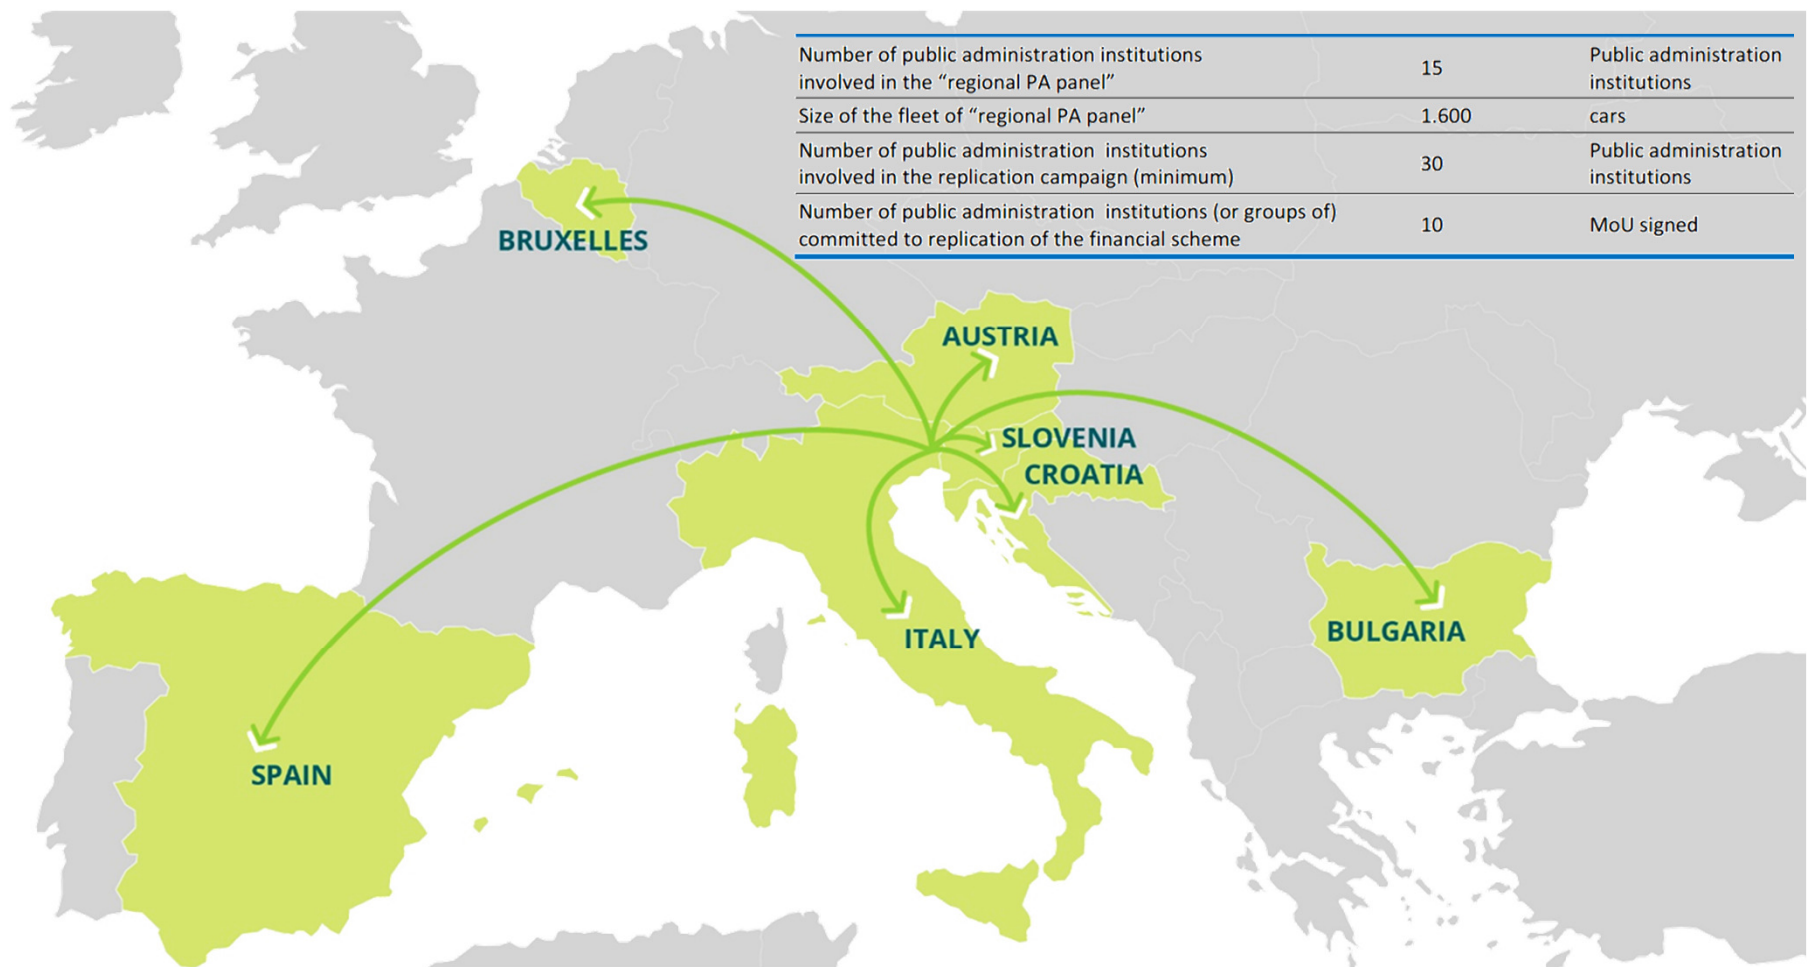 Number of public administration institutions
involved in the “regional PA panel”
15
Public administration
institutions
Size of the fleet of “regional PA panel”
1.600
cars
Number of public administration  institutions
involved in the replication campaign (minimum)
30
Public administration
institutions
Number of public administration  institutions (or groups of)
committed to replication of the financial scheme
10
MoU signed
BRUXELLES
AUSTRIA
SLOVENIA
CROATIA
BULGARIA
ITALY
SPAIN